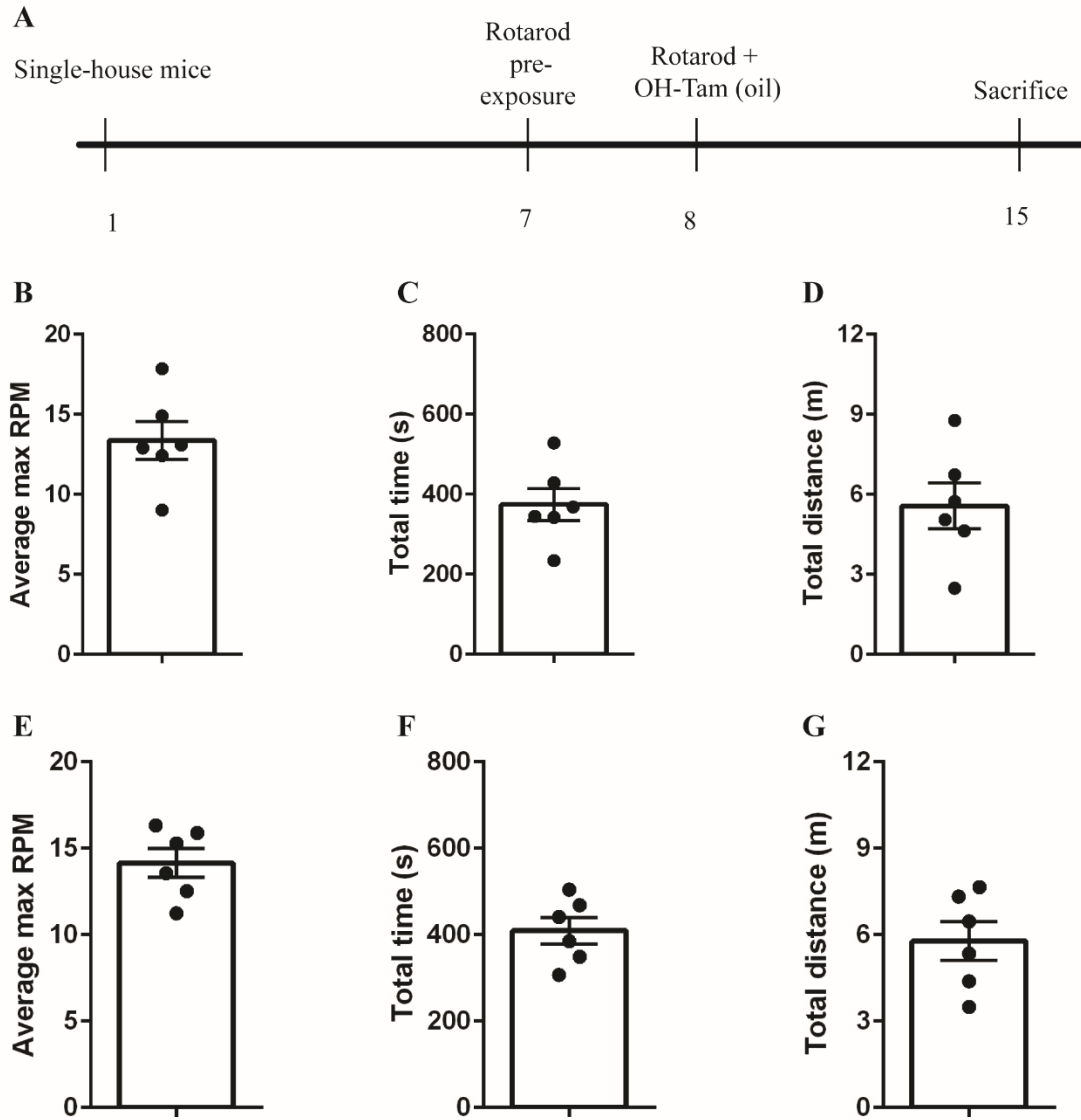 A
Single-house mice
Rotarod
pre-
exposure
Rotarod +
OH-Tam (oil)
Sacrifice
1
7
8
15
B
Average max RPM
20
15
10
5
0
C
Total time (s)
800
600
400
200
0
D
Total distance (m)
12
9
6
3
0
E
Average max RPM
20
15
10
5
0
F
Total time (s)
800
600
400
200
0
G
Total distance (m)
12
9
6
3
0